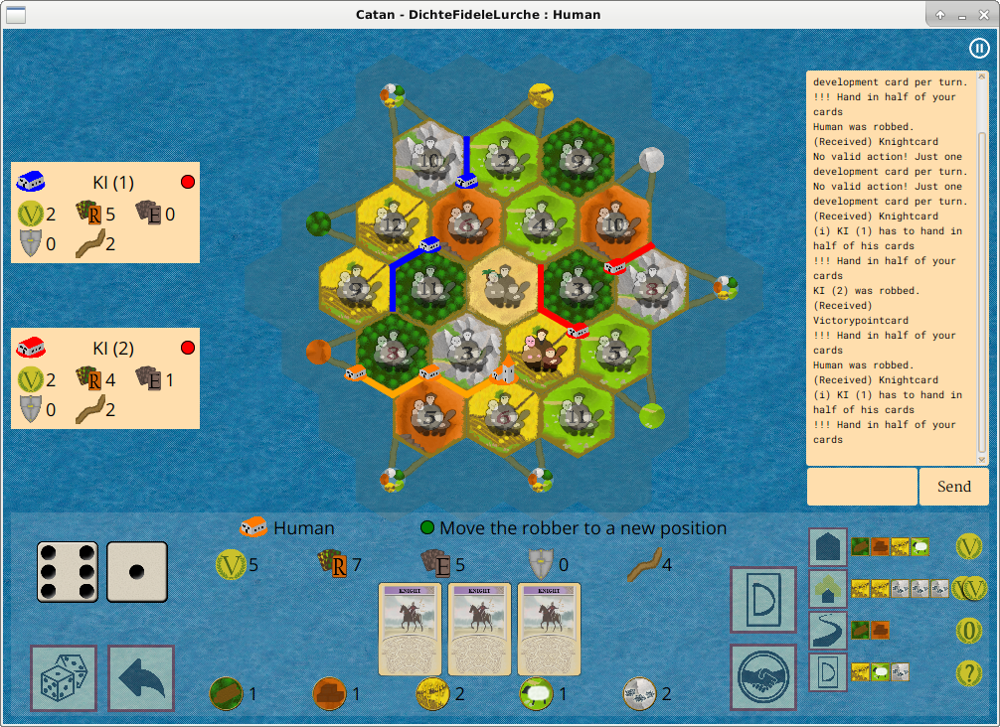 Catan - DichteFideleLurche : Human
KI (1)
V 2 R 5 E 0
0 2
KI (2)
V 2 R 4 E 1
0 2
10 2 9
12 4 10
9 11 3 8
8 3 5
5 6 11
development card per turn.
!!! Hand in half of your
cards
Human was robbed.
(Received) Knightcard
No valid action! Just one
development card per turn.
No valid action! Just one
development card per turn.
(Received) Knightcard
(i) KI (1) has to hand in
half of his cards
!!! Hand in half of your
cards
KI (2) was robbed.
(Received)
Victorypointcard
!!! Hand in half of your
cards
Human was robbed.
(Received) Knightcard
(i) KI (1) has to hand in
half of his cards
!!! Hand in half of your
cards
Send
Human Move the robber to a new position
V 5 R 7 E 5 0 4
KNIGHT KNIGHT KNIGHT
D
1 1 2 1 2
V
V
0
D ?